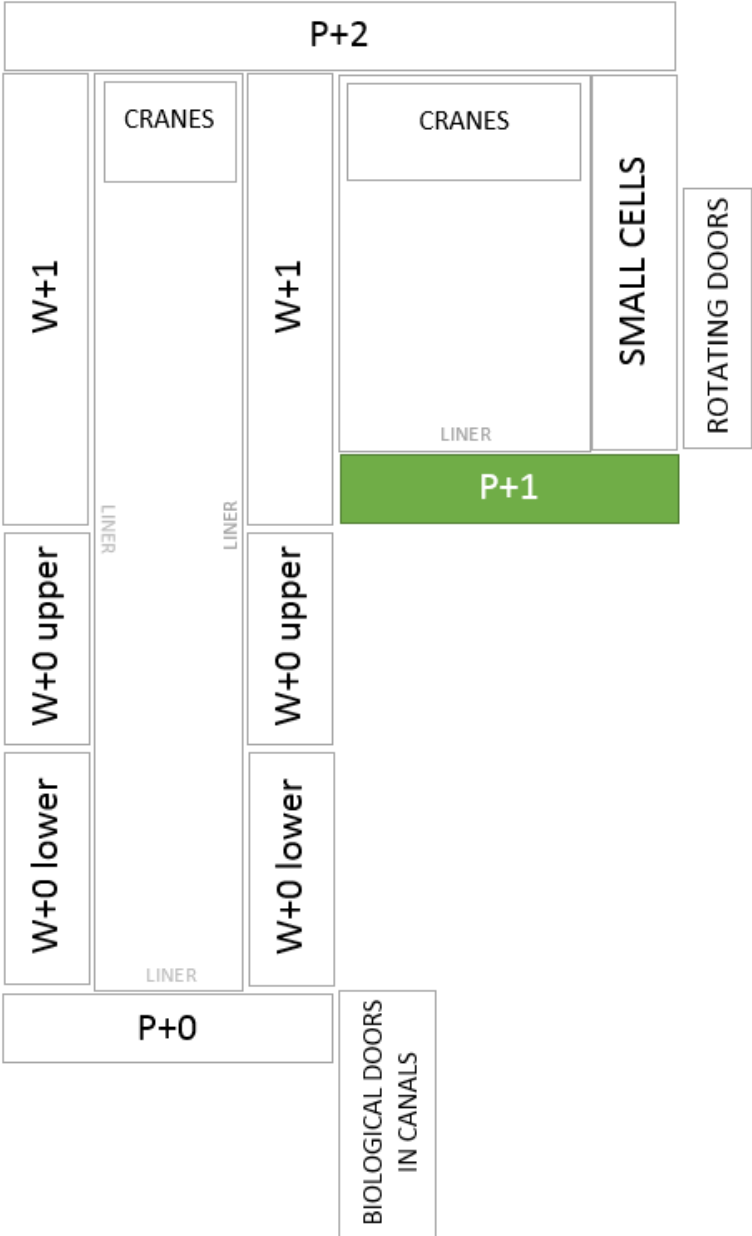 P+2
CRANES
CRANES
W+1
W+1
SMALL CELLS
ROTATING DOORS
LINER
P+1
LINER
LINER
W+0 upper
W+0 upper
W+0 lower
W+0 lower
LINER
P+0
BIOLOGICAL DOORS
IN CANALS